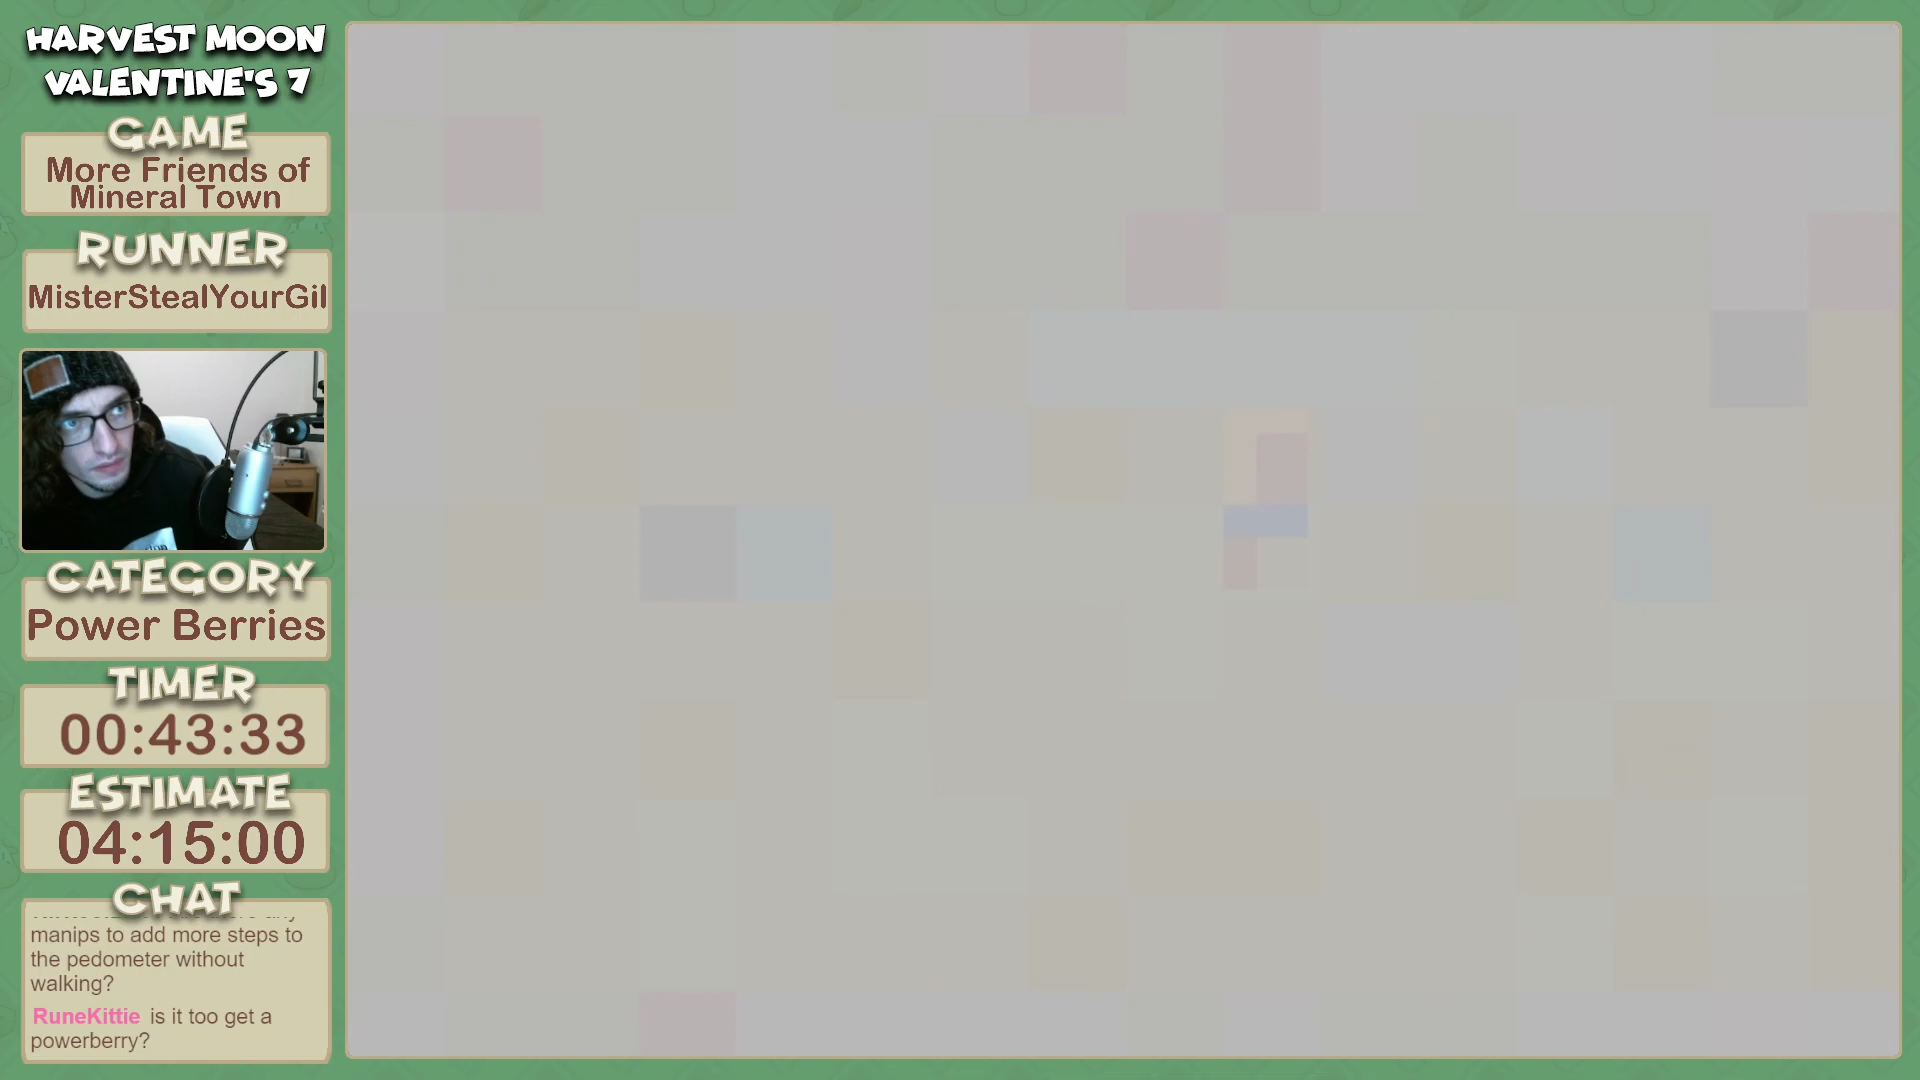 HARVEST MOON
VALENTINE'S 7
GAME
More Friends of
Mineral Town
RUNNER
MisterStealYourGil
CATEGORY
Power Berries
TIMER
00:43:33
ESTIMATE
04:15:00
CHAT
manips to add more steps to
the pedometer without
walking?
RuneKittie is it too get a
powerberry?